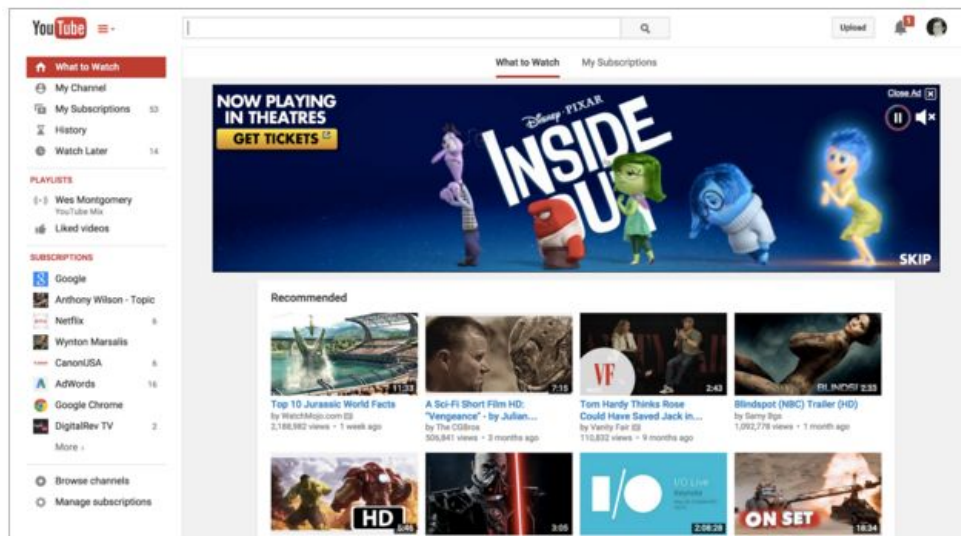 YouTube
Upload
1
What to Watch
My Channel
My Subscriptions 53
History
Watch Later 14
PLAYLISTS
Wes Montgomery
YouTube Mix
Liked videos
SUBSCRIPTIONS
Google
Anthony Wilson - Topic
Netflix 6
Wynton Marsalis
CanonUSA 6
AdWords 16
Google Chrome
DigitalRev TV 2
More ›
Browse channels
Manage subscriptions
What to Watch My Subscriptions
NOW PLAYING
IN THEATRES
GET TICKETS
Disney·PIXAR
INSIDE
OUT
Close Ad X
SKIP
Recommended
11:33
Top 10 Jurassic World Facts
by WatchMojo.com
2,188,982 views • 1 week ago
7:15
A Sci-Fi Short Film HD:
"Vengeance" - by Julian...
by The CGBros
506,841 views • 3 months ago
VF
2:43
Tom Hardy Thinks Rose
Could Have Saved Jack in...
by Vanity Fair
110,832 views • 9 months ago
2:33
Blindspot (NBC) Trailer (HD)
by Samy
1,092,778 views • 1 month ago
HD
5:46
3:05
I/O
I/O Live
Keynote
2:08:28
ON SET
18:34